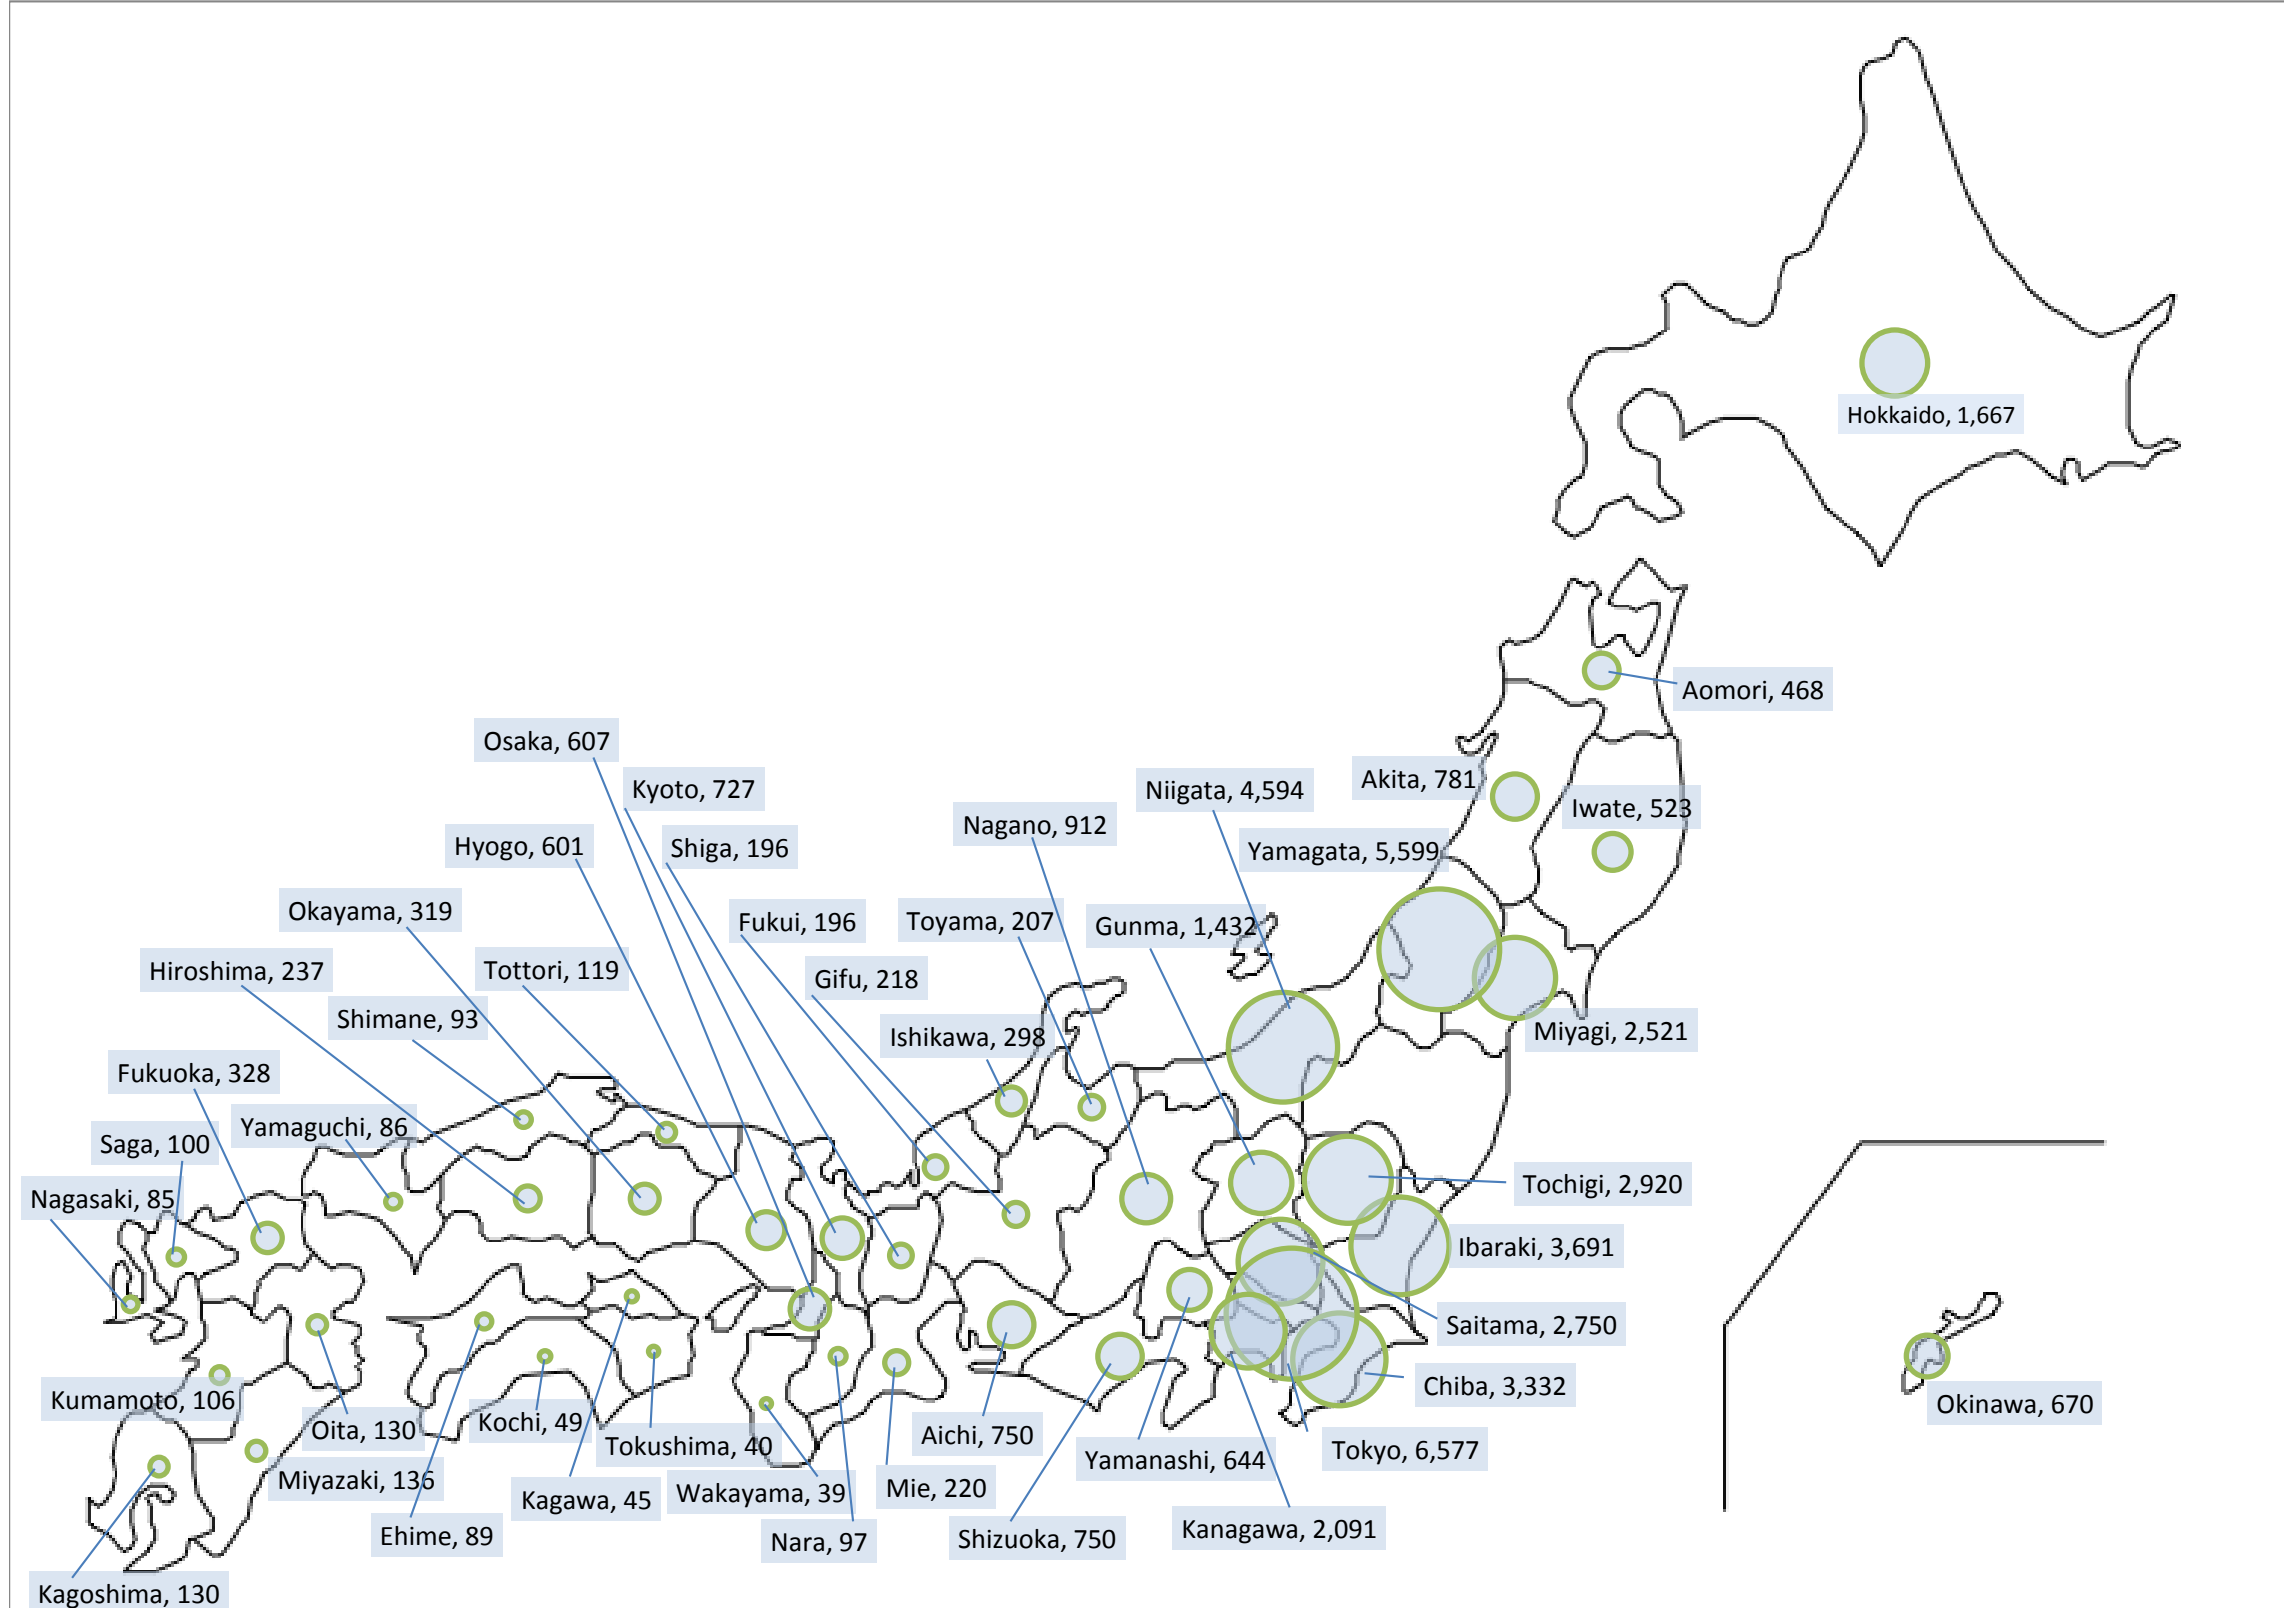 Hokkaido, 1,667
Aomori, 468
Osaka, 607
Akita, 781
Kyoto, 727
Niigata, 4,594
Iwate, 523
Nagano, 912
Hyogo, 601
Shiga, 196
Yamagata, 5,599
Okayama, 319
Fukui, 196
Toyama, 207
Gunma, 1,432
Hiroshima, 237
Tottori, 119
Gifu, 218
Shimane, 93
Ishikawa, 298
Miyagi, 2,521
Fukuoka, 328
Yamaguchi, 86
Saga, 100
Tochigi, 2,920
Nagasaki, 85
Ibaraki, 3,691
Saitama, 2,750
Chiba, 3,332
Kumamoto, 106
Okinawa, 670
Oita, 130
Kochi, 49
Aichi, 750
Tokushima, 40
Tokyo, 6,577
Yamanashi, 644
Miyazaki, 136
Mie, 220
Wakayama, 39
Kagawa, 45
Kanagawa, 2,091
Ehime, 89
Nara, 97
Shizuoka, 750
Kagoshima, 130